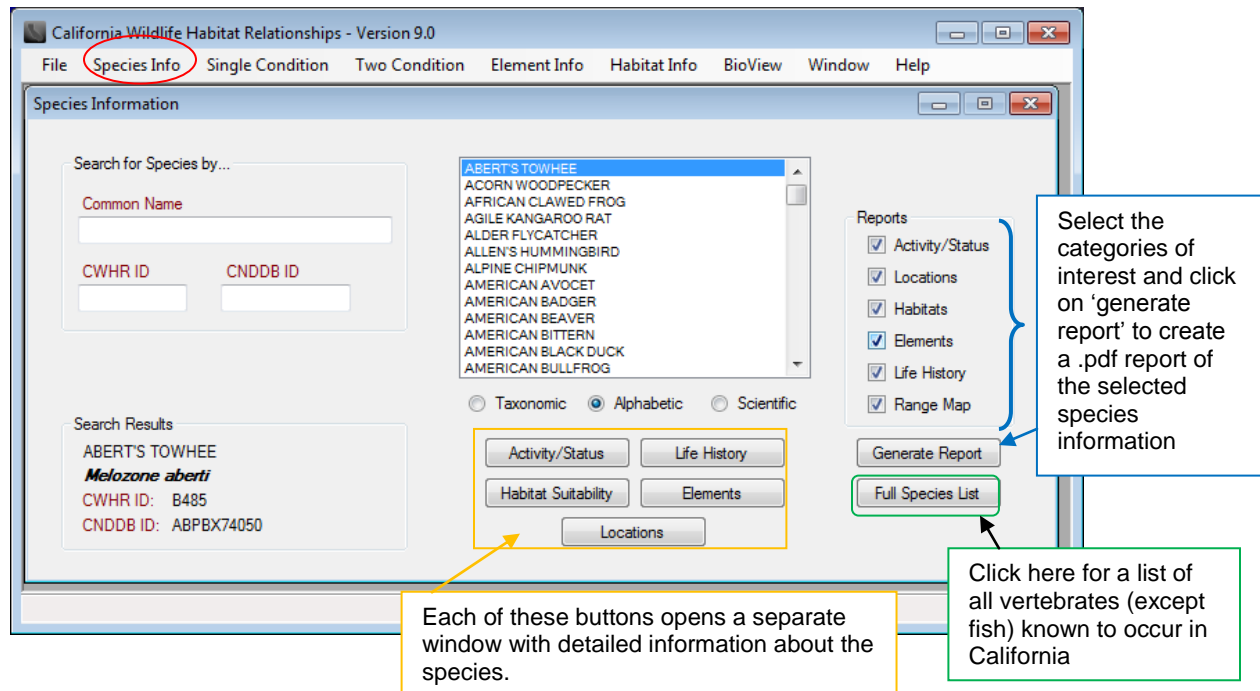 California Wildlife Habitat Relationships - Version 9.0
File Species Info Single Condition Two Condition Element Info Habitat Info BioView Window Help
Species Information
Search for Species by...
Common Name
CWHR ID CNDDB ID
Search Results
ABERT'S TOWHEE
Melozone aberti
CWHR ID: B485
CNDDB ID: ABPBX74050
ABERT'S TOWHEE
ACORN WOODPECKER
AFRICAN CLAWED FROG
AGILE KANGAROO RAT
ALDER FLYCATCHER
ALLEN'S HUMMINGBIRD
ALPINE CHIPMUNK
AMERICAN AVOCET
AMERICAN BADGER
AMERICAN BEAVER
AMERICAN BITTERN
AMERICAN BLACK DUCK
AMERICAN BULLFROG
Taxonomic Alphabetic Scientific
Activity/Status Life History
Habitat Suitability Elements
Locations
Reports
Activity/Status
Locations
Habitats
Elements
Life History
Range Map
Generate Report
Full Species List
Select the
categories of
interest and click
on ‘generate
report’ to create
a .pdf report of
the selected
species
information
Each of these buttons opens a separate
window with detailed information about the
species.
Click here for a list of
all vertebrates (except
fish) known to occur in
California